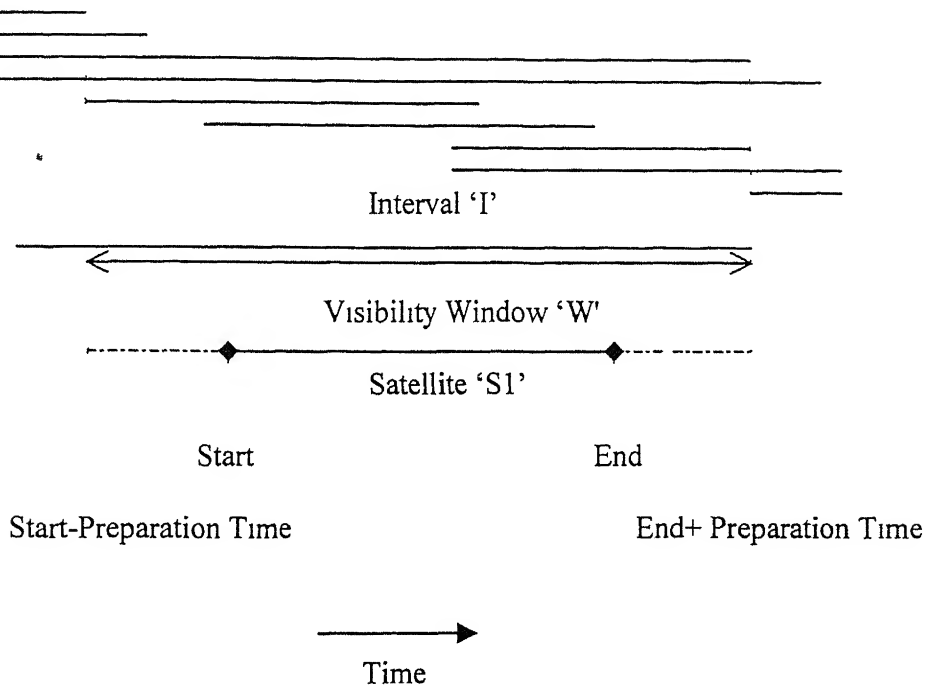 Interval ‘I’
Visibility Window ‘W'
Satellite ‘S1’
Start End
Start-Preparation Time End+ Preparation Time
Time